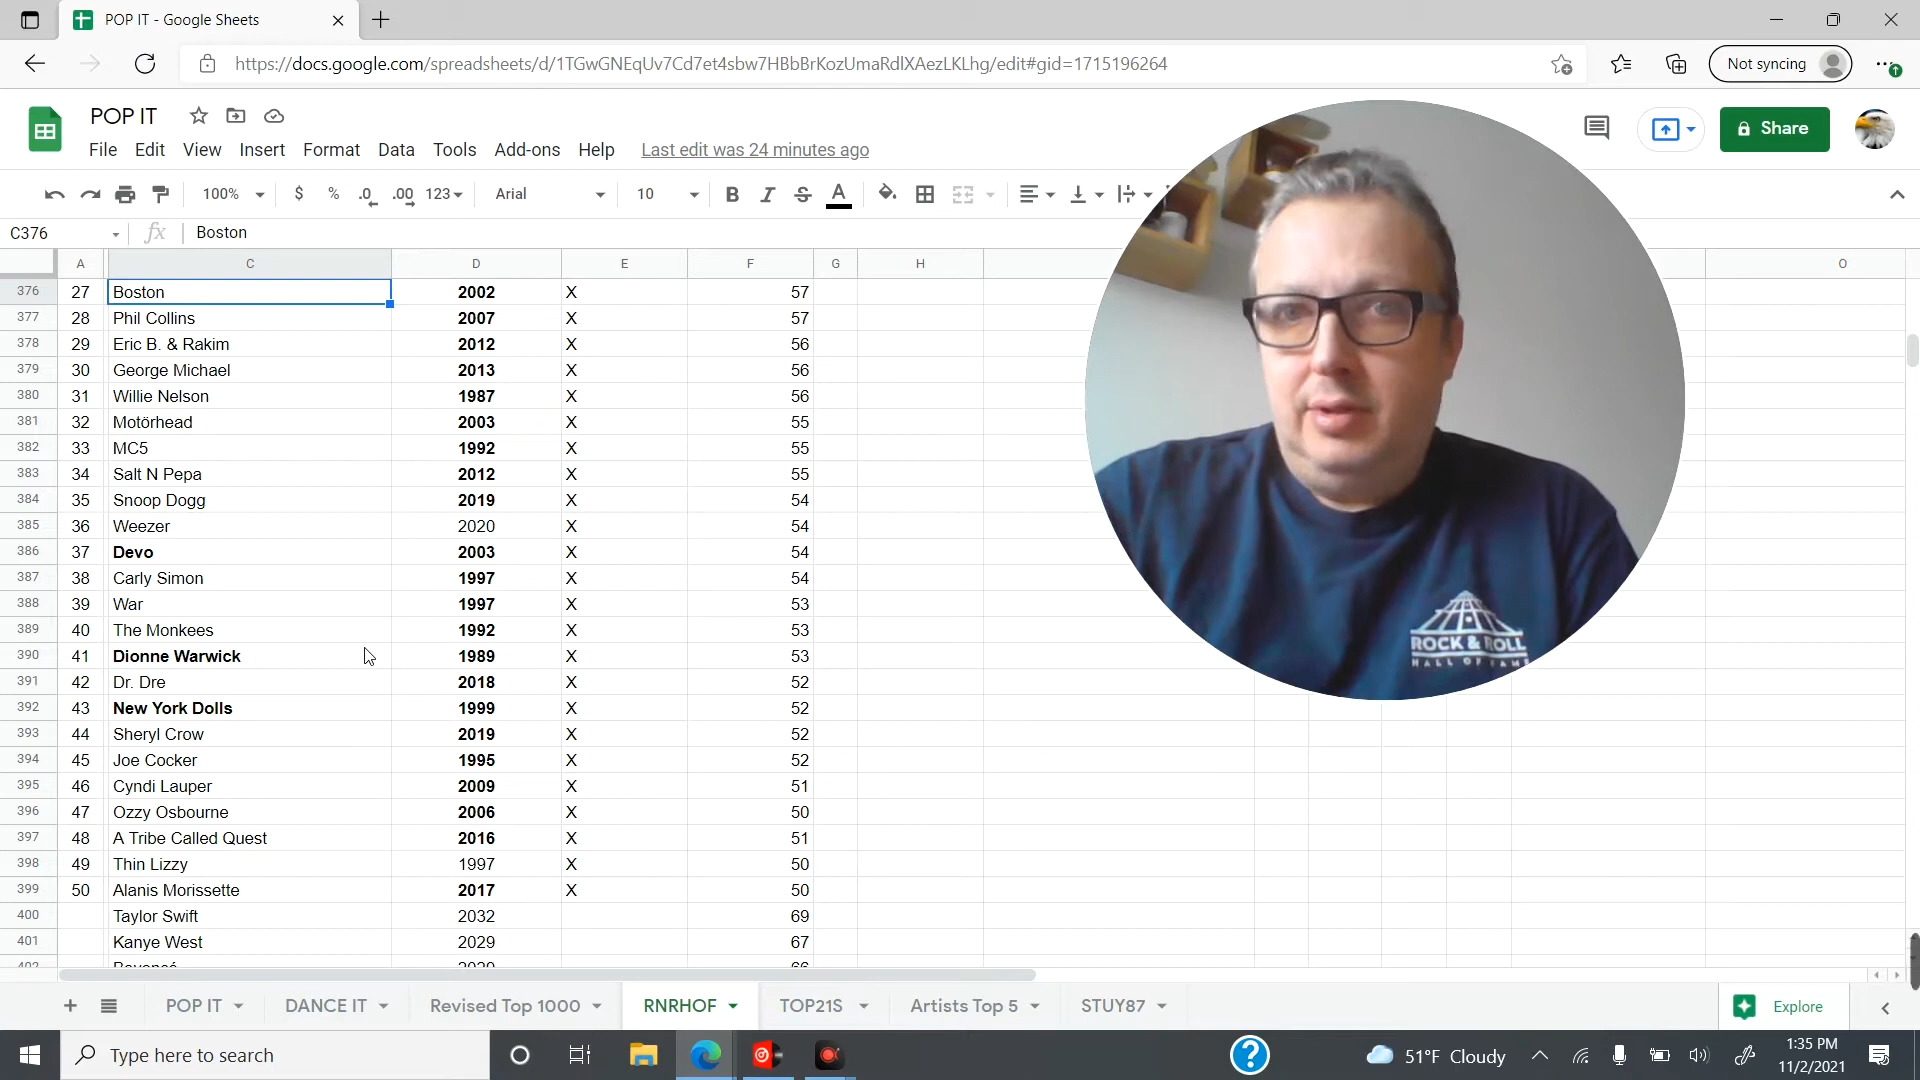 POP IT - Google Sheets
https://docs.google.com/spreadsheets/d/1TGwGNEqUv7Cd7et4sbw7HBbBrKozUmaRdlXAezLKLhg/edit#gid=1715196264
Not syncing
POP IT
File Edit View Insert Format Data Tools Add-ons Help Last edit was 24 minutes ago
Share
100% $ % .0 .00 123 Arial 10 B I S A
C376 fx Boston
A C D E F G H O
376 27 Boston 2002 X 57
377 28 Phil Collins 2007 X 57
378 29 Eric B. & Rakim 2012 X 56
379 30 George Michael 2013 X 56
380 31 Willie Nelson 1987 X 56
381 32 Motörhead 2003 X 55
382 33 MC5 1992 X 55
383 34 Salt N Pepa 2012 X 55
384 35 Snoop Dogg 2019 X 54
385 36 Weezer 2020 X 54
386 37 Devo 2003 X 54
387 38 Carly Simon 1997 X 54
388 39 War 1997 X 53
389 40 The Monkees 1992 X 53
390 41 Dionne Warwick 1989 X 53
391 42 Dr. Dre 2018 X 52
392 43 New York Dolls 1999 X 52
393 44 Sheryl Crow 2019 X 52
394 45 Joe Cocker 1995 X 52
395 46 Cyndi Lauper 2009 X 51
396 47 Ozzy Osbourne 2006 X 50
397 48 A Tribe Called Quest 2016 X 51
398 49 Thin Lizzy 1997 X 50
399 50 Alanis Morissette 2017 X 50
400 Taylor Swift 2032 69
401 Kanye West 2029 67
ROCK & ROLL
HALL OF FAME
POP IT DANCE IT Revised Top 1000 RNRHOF TOP21S Artists Top 5 STUY87 Explore
Type here to search
51°F Cloudy
1:35 PM
11/2/2021